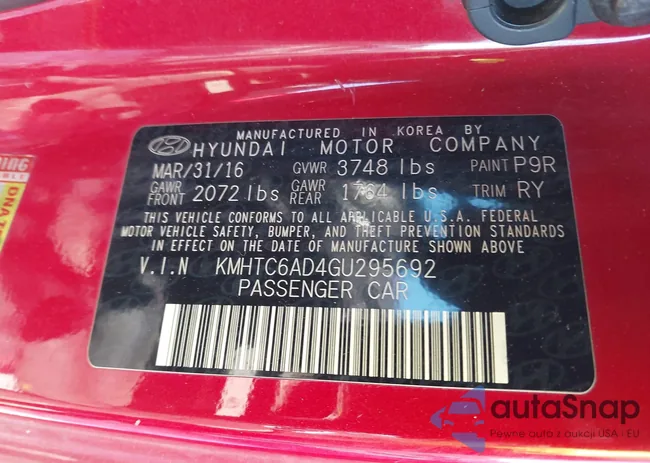 MANUFACTURED IN KOREA BY
HYUNDAI MOTOR COMPANY
MAR/31/16 GVWR 3748 lbs PAINT P9R
GAWR FRONT 2072 lbs GAWR REAR 1764 lbs TRIM RY
THIS VEHICLE CONFORMS TO ALL APPLICABLE U.S.A. FEDERAL
MOTOR VEHICLE SAFETY, BUMPER, AND THEFT PREVENTION STANDARDS
IN EFFECT ON THE DATE OF MANUFACTURE SHOWN ABOVE
V.I.N KMHTC6AD4GU295692
PASSENGER CAR
autaSnap
Pewne auta z aukcji USA - EU